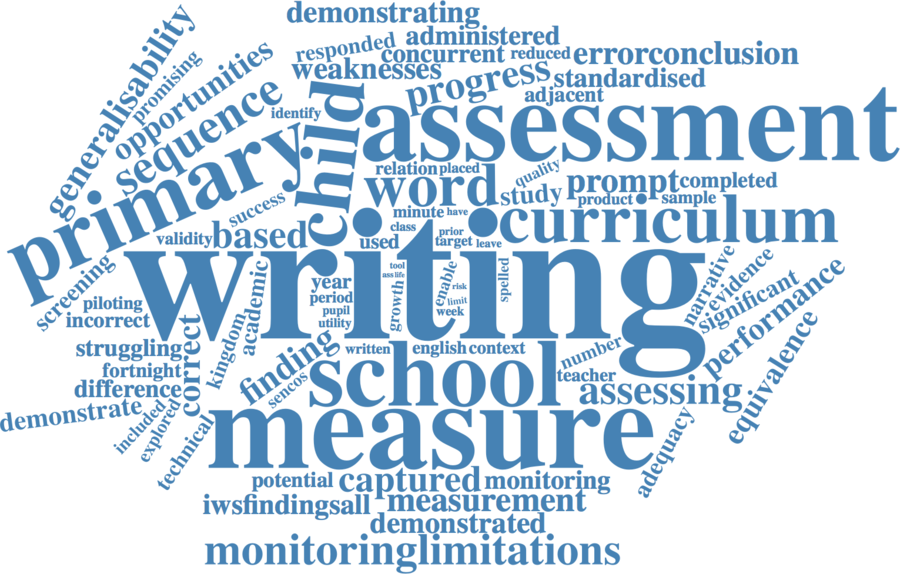 demonstrating
administered
responded
concurrent
reduced
errorconclusion
weaknesses
generalisability
promising
opportunities
progress
standardised
adjacent
sequence
identify
child
assessment
primary
relation
placed
quality
word
study
prompt
completed
product
sample
success
minute
have
curriculum
class
prior
validity
based
used
target
leave
writing
screening
piloting
incorrect
academic
year
period
pupil
utility
tool
ass
life
growth
enable
risk
limit
week
spelled
narrative
evidence
significant
performance
equivalence
struggling
fortnight
difference
correct
kingdom
finding
sencos
written
english
context
number
teacher
school
assessing
demonstrate
included
explored
technical
measure
adequacy
potential
captured
monitoring
iwsfindingsall
measurement
demonstrated
monitoringlimitations